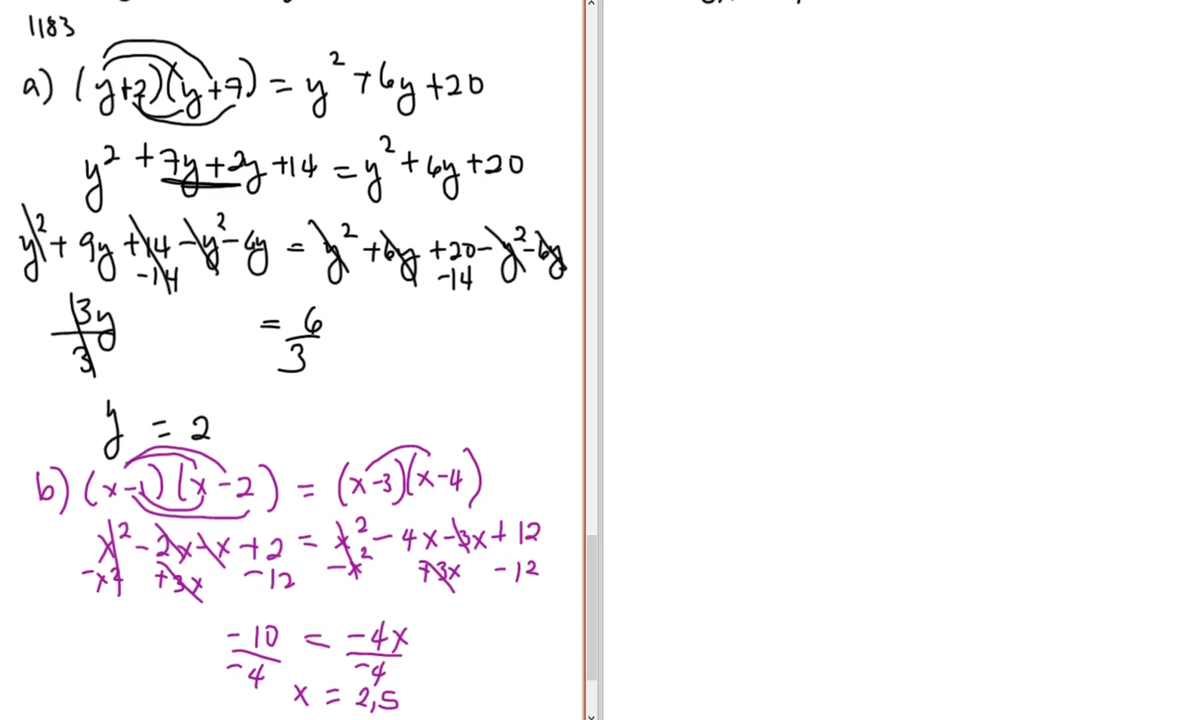 1183
a) (y+2)(y+7) = y² + 6y + 20
y² + 7y + 2y + 14 = y² + 6y + 20
y² + 9y + 14 - y² - 6y = y² + 6y + 20 - y² - 6y
-14 -14
3y/3 = 6/3
y = 2
b) (x-1)(x-2) = (x-3)(x-4)
x² - 2x - x + 2 = x² - 4x - 3x + 12
-x² +3x -12 -x² +3x -12
-10/-4 = -4x/-4
x = 2,5